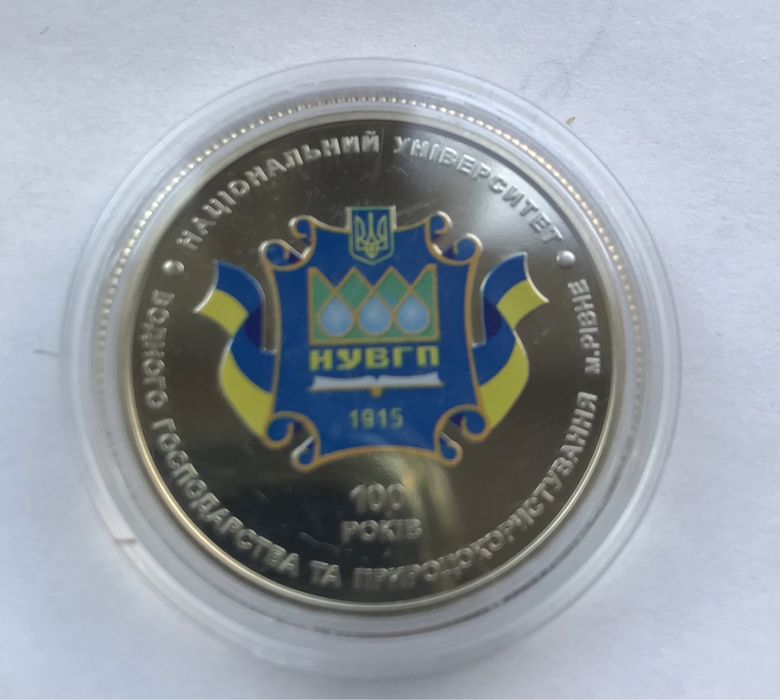 НАЦІОНАЛЬНИЙ УНІВЕРСИТЕТ
ВОДНОГО ГОСПОДАРСТВА ТА ПРИРОДОКОРИСТУВАННЯ М.РІВНЕ
НУВГП
1915
100
РОКІВ